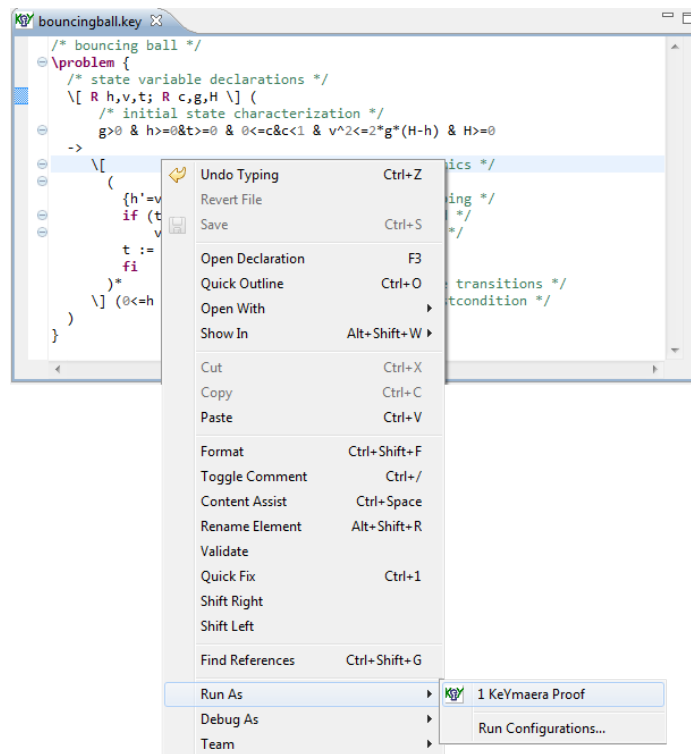 KeY bouncingball.key
/* bouncing ball */
\problem {
/* state variable declarations */
\[ R h,v,t; R c,g,H \] (
/* initial state characterization */
g>0 & h>=0&t>=0 & 0<=c&c<1 & v^2<=2*g*(H-h) & H>=0
->
\[ ics */
(
{h'=v ing */
if (t */
v */
t :=
fi
)* transitions */
\] (0<=h tcondition */
)
}
Undo Typing Ctrl+Z
Revert File
Save Ctrl+S
Open Declaration F3
Quick Outline Ctrl+O
Open With
Show In Alt+Shift+W
Cut Ctrl+X
Copy Ctrl+C
Paste Ctrl+V
Format Ctrl+Shift+F
Toggle Comment Ctrl+/
Content Assist Ctrl+Space
Rename Element Alt+Shift+R
Validate
Quick Fix Ctrl+1
Shift Right
Shift Left
Find References Ctrl+Shift+G
Run As
Debug As
Team
KeY 1 KeYmaera Proof
Run Configurations...